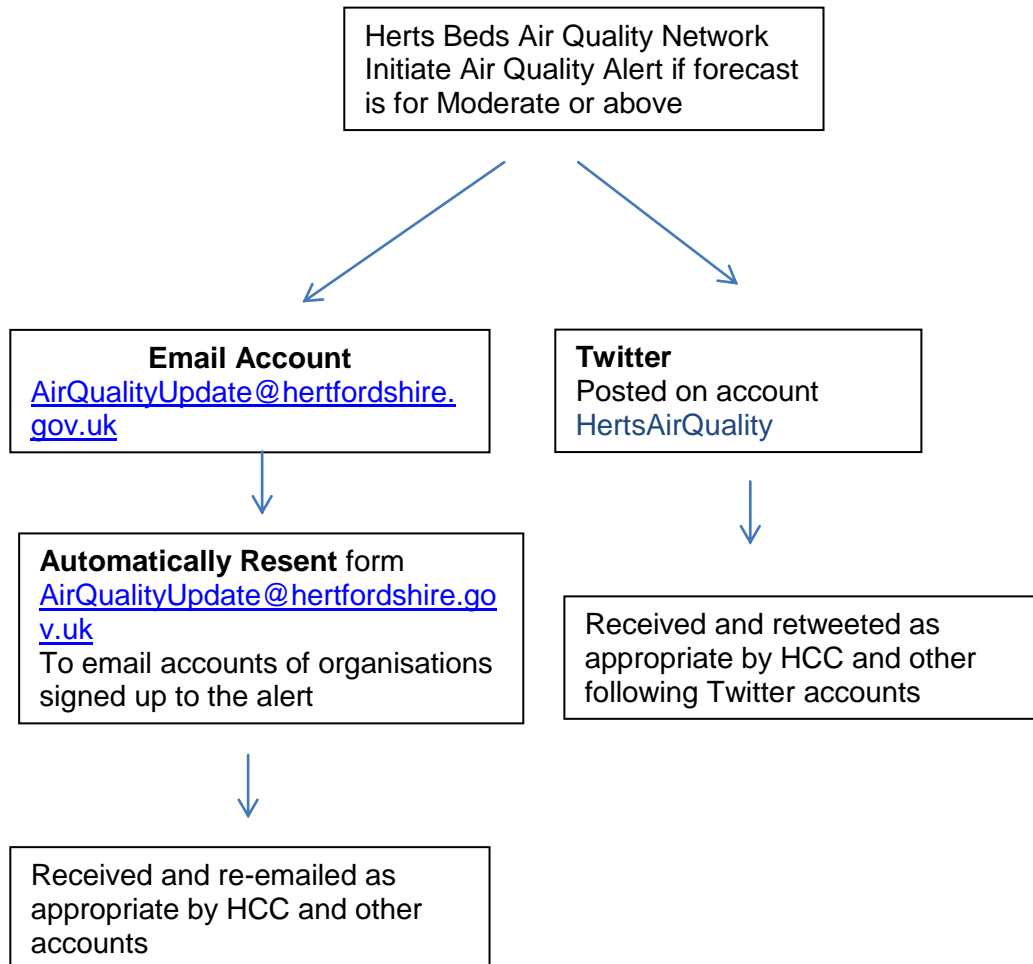 Herts Beds Air Quality Network
Initiate Air Quality Alert if forecast
is for Moderate or above
Email Account
AirQualityUpdate@hertfordshire.
gov.uk
Twitter
Posted on account
HertsAirQuality
Automatically Resent form
AirQualityUpdate@hertfordshire.go
v.uk
To email accounts of organisations
signed up to the alert
Received and retweeted as
appropriate by HCC and other
following Twitter accounts
Received and re-emailed as
appropriate by HCC and other
accounts